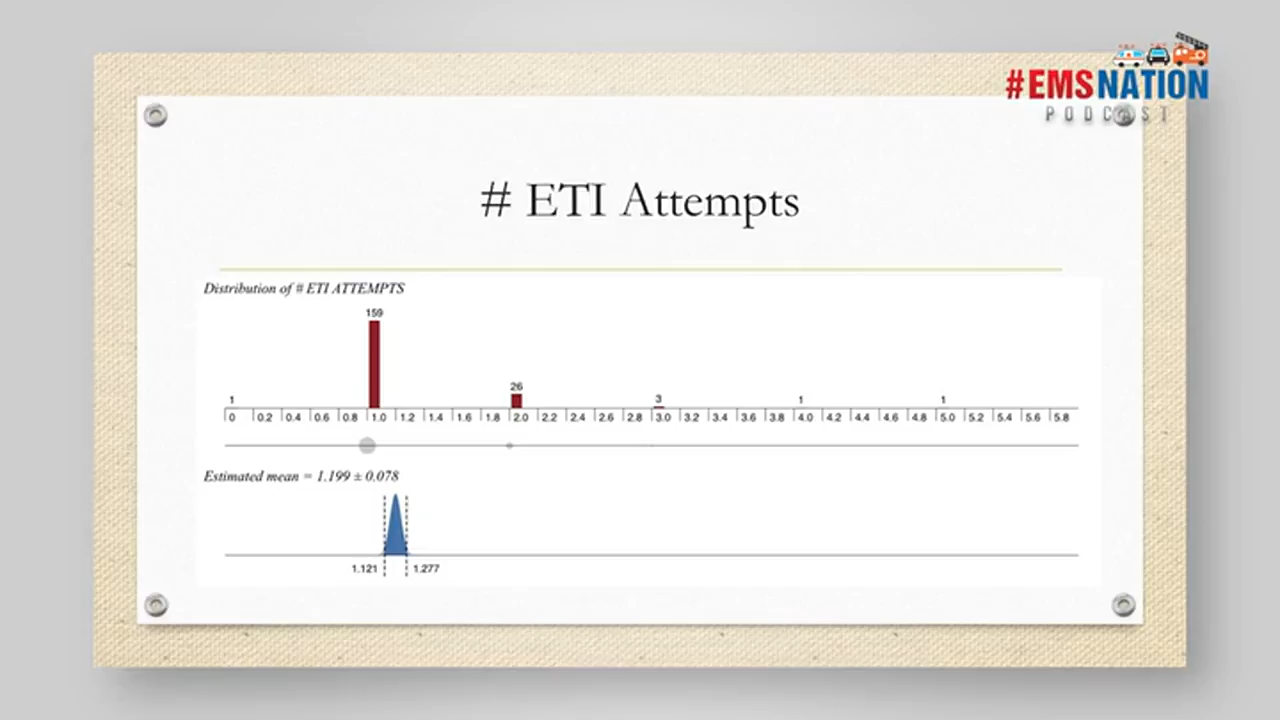 #EMSNATION
PODCAST
# ETI Attempts
Distribution of # ETI ATTEMPTS
159
26
1
3
1
1
0 0.2 0.4 0.6 0.8 1.0 1.2 1.4 1.6 1.8 2.0 2.2 2.4 2.6 2.8 3.0 3.2 3.4 3.6 3.8 4.0 4.2 4.4 4.6 4.8 5.0 5.2 5.4 5.6 5.8
Estimated mean = 1.199 ± 0.078
1.121 1.277